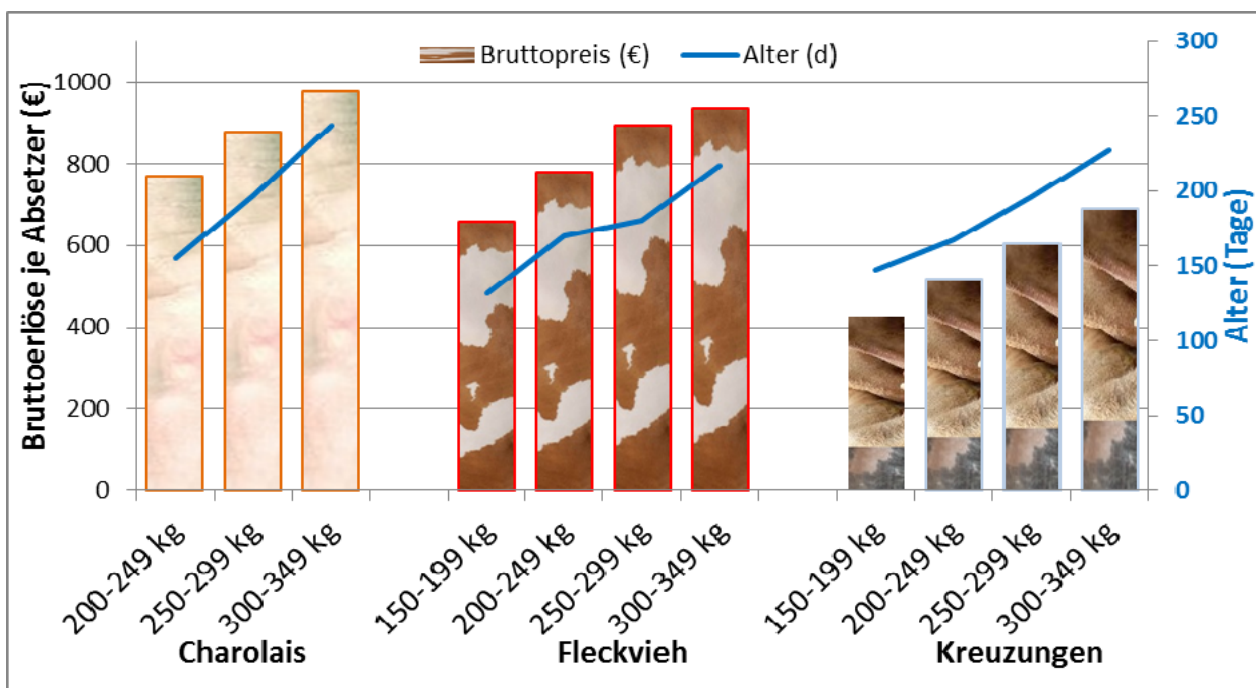 Bruttopreis (€)
Alter (d)
Bruttoerlöse je Absetzer (€)
1000
800
600
400
200
0
300
250
200
150
100
50
0
Alter (Tage)
200-249 kg
250-299 kg
300-349 kg
150-199 kg
200-249 kg
250-299 kg
300-349 kg
150-199 kg
200-249 kg
250-299 kg
300-349 kg
Charolais
Fleckvieh
Kreuzungen